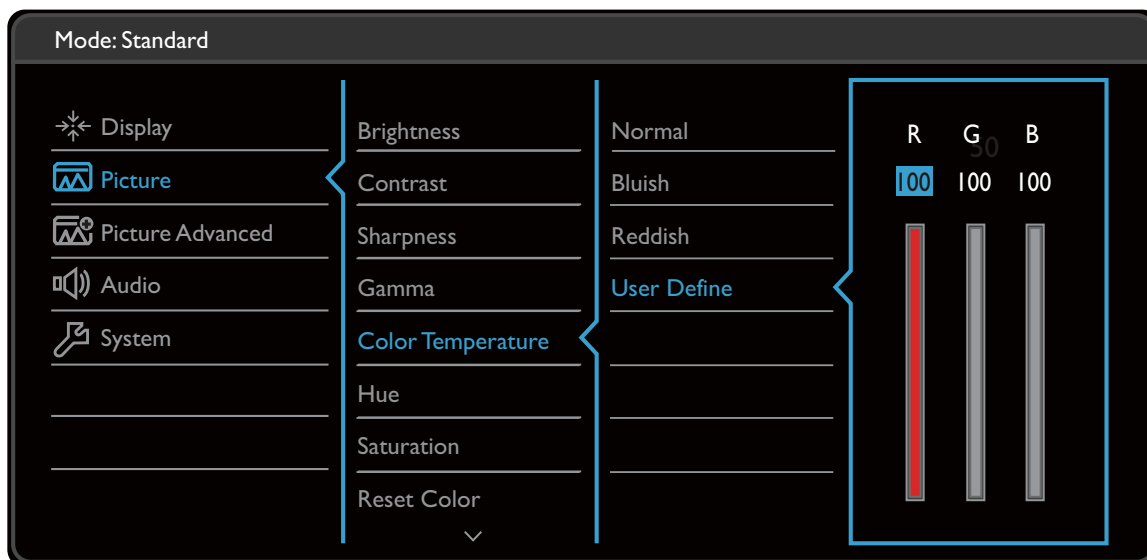 Mode: Standard
Display
Picture
Picture Advanced
Audio
System
Brightness
Contrast
Sharpness
Gamma
Color Temperature
Hue
Saturation
Reset Color
Normal
Bluish
Reddish
User Define
R G B
50
100 100 100